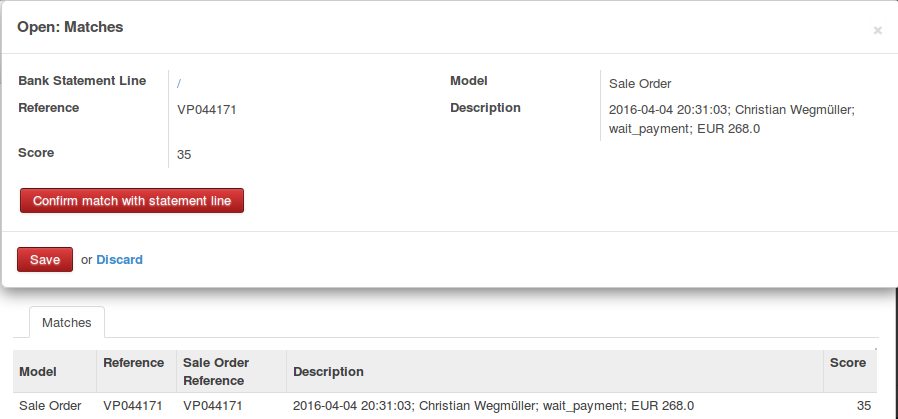 Open: Matches
×
Bank Statement Line / Model Sale Order
Reference VP044171 Description 2016-04-04 20:31:03; Christian Wegmüller;
wait_payment; EUR 268.0
Score 35
Confirm match with statement line
Save or Discard
Matches
Model Reference Sale Order Description Score
Reference
Sale Order VP044171 VP044171 2016-04-04 20:31:03; Christian Wegmüller; wait_payment; EUR 268.0 35